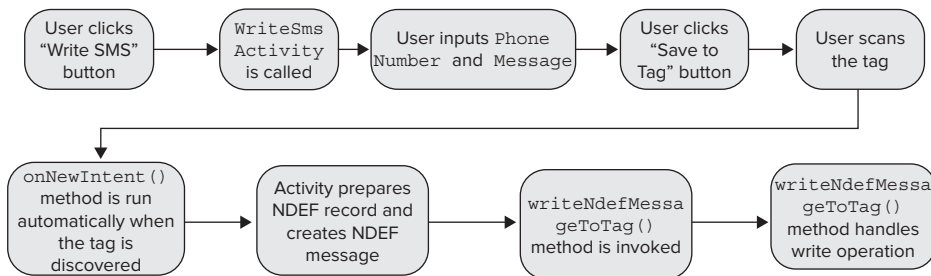 User clicks
“Write SMS”
button
WriteSms
Activity
is called
User inputs Phone
Number and Message
User clicks
“Save to
Tag” button
User scans
the tag
onNewIntent()
method is run
automatically when
the tag is
discovered
Activity prepares
NDEF record and
creates NDEF
message
writeNdefMessa
geToTag()
method is invoked
writeNdefMessa
geToTag()
method handles
write operation